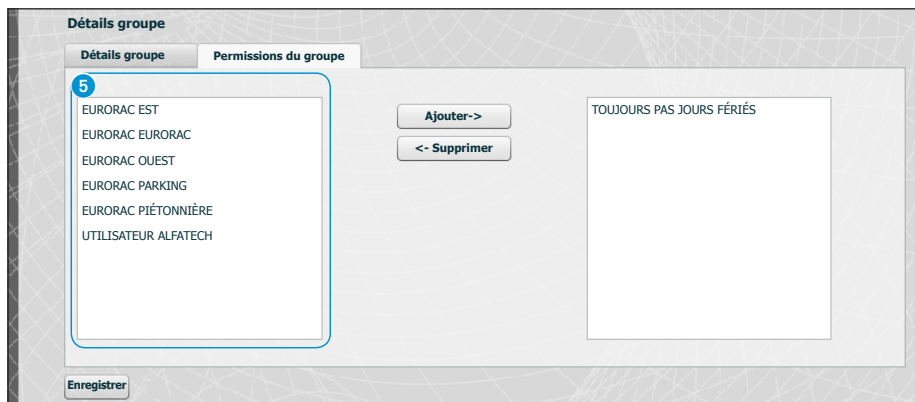 Détails groupe
Détails groupe
Permissions du groupe
5
EURORAC EST
EURORAC EURORAC
EURORAC OUEST
EURORAC PARKING
EURORAC PIÉTONNIÈRE
UTILISATEUR ALFATECH
Ajouter->
<- Supprimer
TOUJOURS PAS JOURS FÉRIÉS
Enregistrer